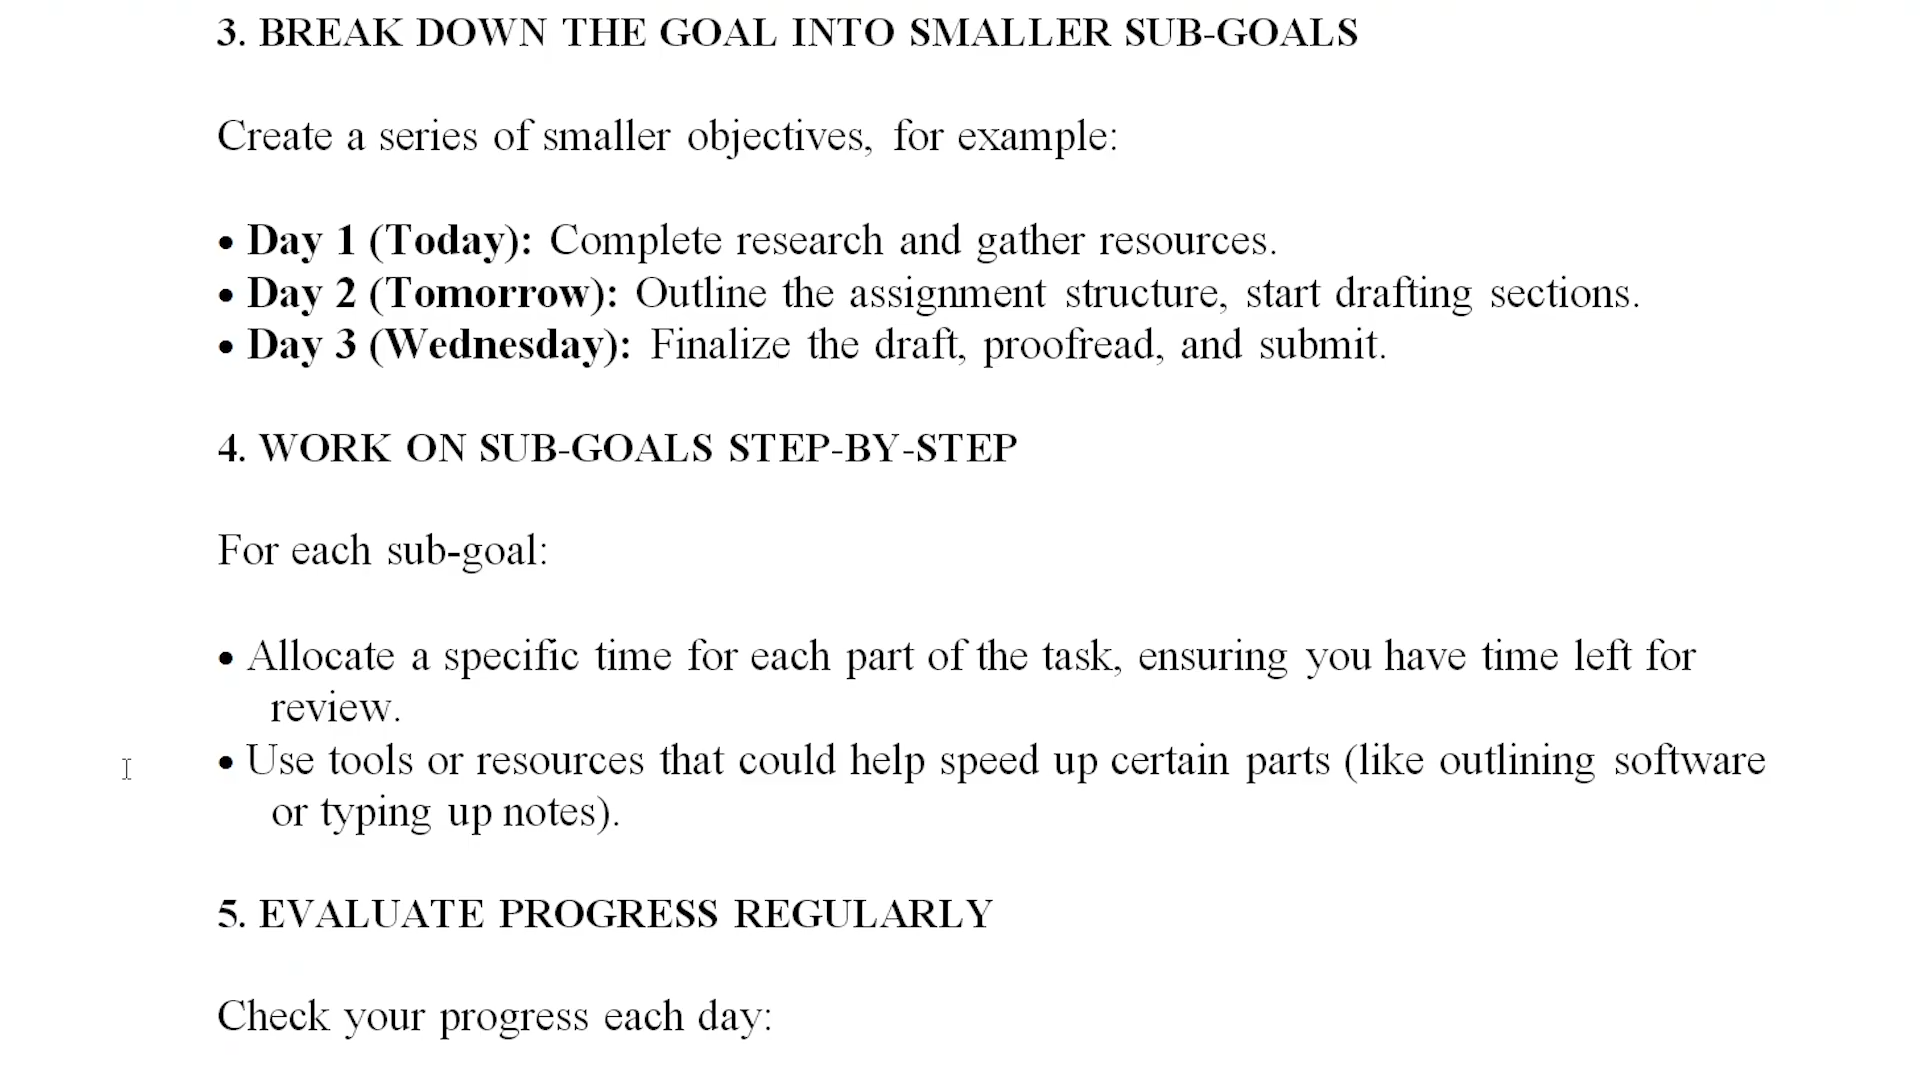 3. BREAK DOWN THE GOAL INTO SMALLER SUB-GOALS
Create a series of smaller objectives, for example:
• Day 1 (Today): Complete research and gather resources.
• Day 2 (Tomorrow): Outline the assignment structure, start drafting sections.
• Day 3 (Wednesday): Finalize the draft, proofread, and submit.
4. WORK ON SUB-GOALS STEP-BY-STEP
For each sub-goal:
• Allocate a specific time for each part of the task, ensuring you have time left for
review.
• Use tools or resources that could help speed up certain parts (like outlining software
or typing up notes).
5. EVALUATE PROGRESS REGULARLY
Check your progress each day: